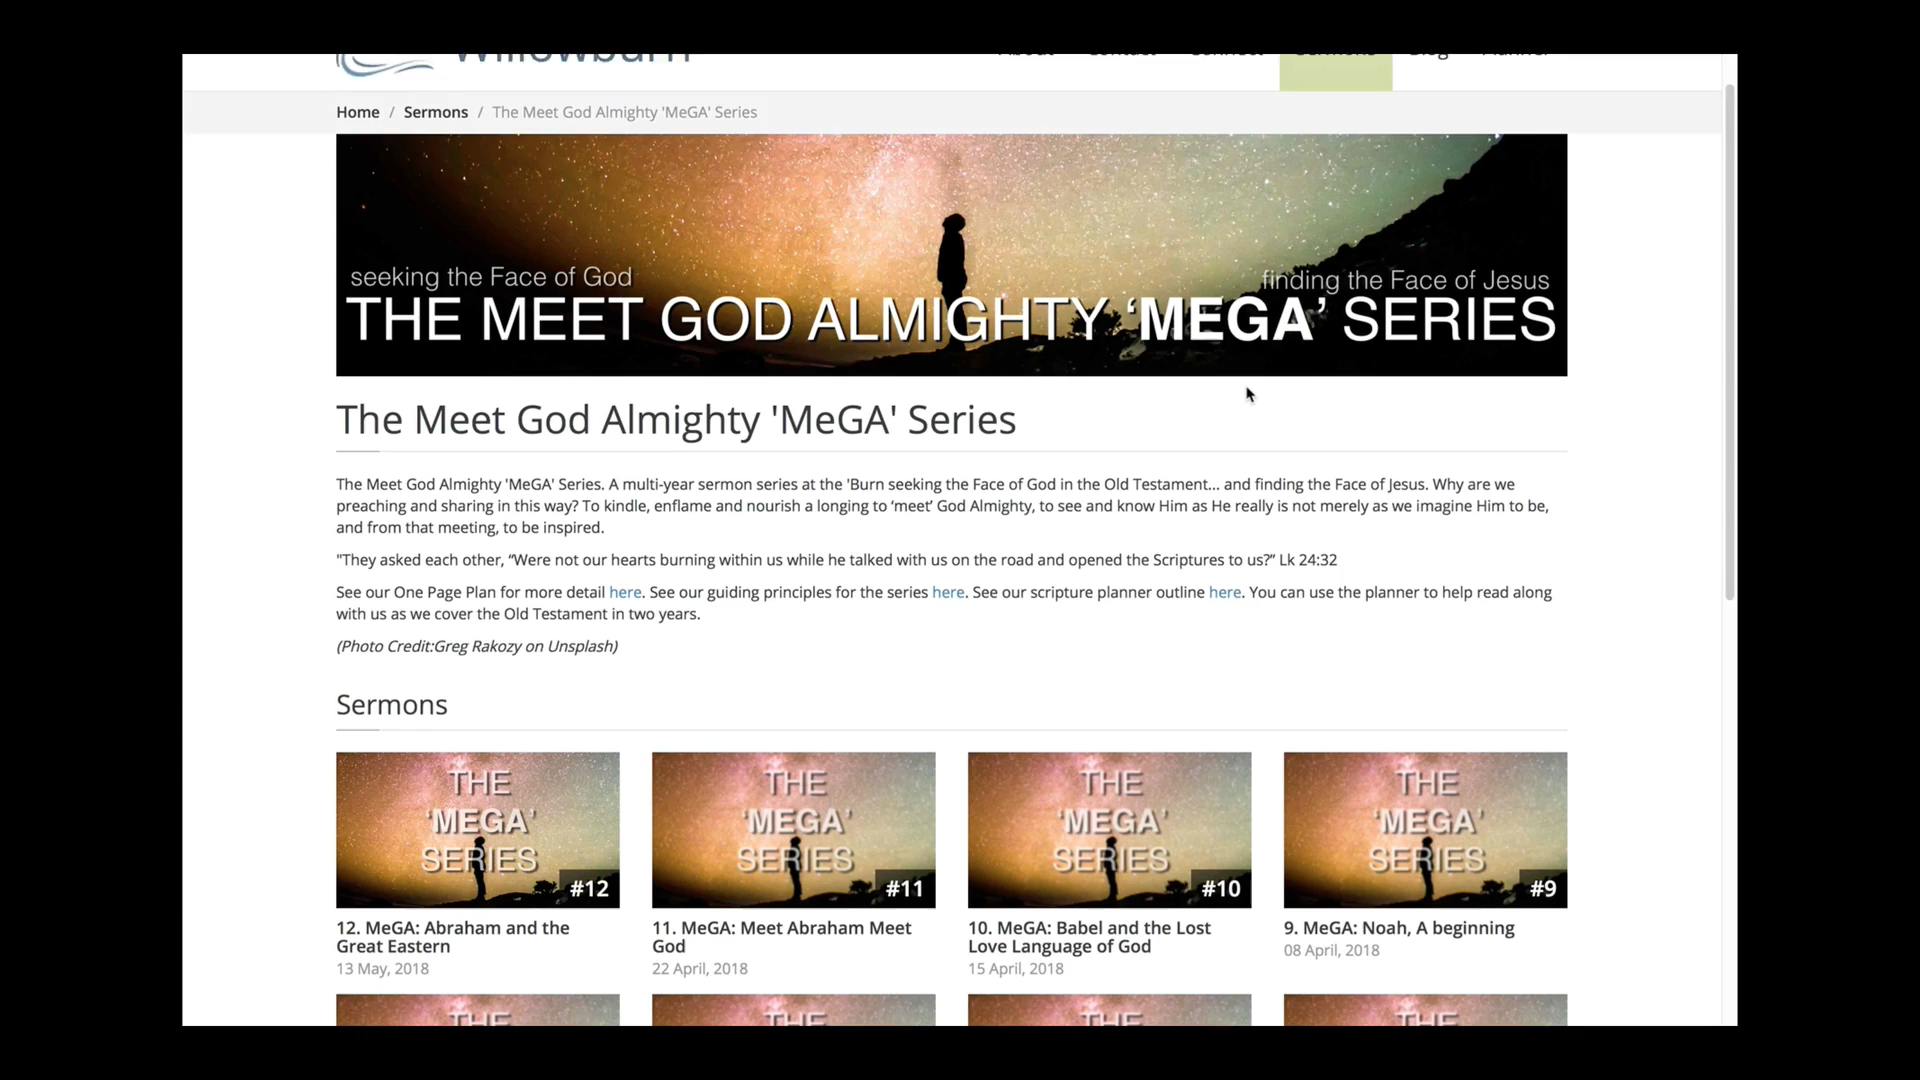 Willowburn
About Contact Connect Sermons Blog Planner
Home / Sermons / The Meet God Almighty 'MeGA' Series
seeking the Face of God
finding the Face of Jesus
THE MEET GOD ALMIGHTY ‘MEGA’ SERIES
The Meet God Almighty 'MeGA' Series
The Meet God Almighty 'MeGA' Series. A multi-year sermon series at the 'Burn seeking the Face of God in the Old Testament... and finding the Face of Jesus. Why are we
preaching and sharing in this way? To kindle, enflame and nourish a longing to ‘meet’ God Almighty, to see and know Him as He really is not merely as we imagine Him to be,
and from that meeting, to be inspired.
"They asked each other, “Were not our hearts burning within us while he talked with us on the road and opened the Scriptures to us?” Lk 24:32
See our One Page Plan for more detail here. See our guiding principles for the series here. See our scripture planner outline here. You can use the planner to help read along
with us as we cover the Old Testament in two years.
(Photo Credit:Greg Rakozy on Unsplash)
Sermons
THE
‘MEGA’
SERIES
#12
12. MeGA: Abraham and the
Great Eastern
13 May, 2018
THE
‘MEGA’
SERIES
#11
11. MeGA: Meet Abraham Meet
God
22 April, 2018
THE
‘MEGA’
SERIES
#10
10. MeGA: Babel and the Lost
Love Language of God
15 April, 2018
THE
‘MEGA’
SERIES
#9
9. MeGA: Noah, A beginning
08 April, 2018
THE
THE
THE
THE